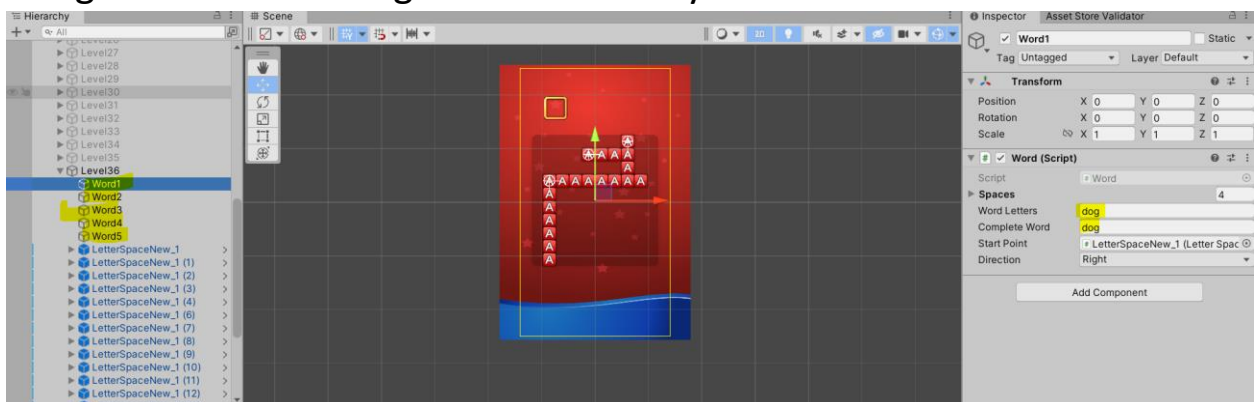 Hierarchy
All
Level27
Level28
Level29
Level30
Level31
Level32
Level33
Level34
Level35
Level36
Word1
Word2
Word3
Word4
Word5
LetterSpaceNew_1
LetterSpaceNew_1 (1)
LetterSpaceNew_1 (2)
LetterSpaceNew_1 (3)
LetterSpaceNew_1 (4)
LetterSpaceNew_1 (6)
LetterSpaceNew_1 (7)
LetterSpaceNew_1 (8)
LetterSpaceNew_1 (9)
LetterSpaceNew_1 (10)
LetterSpaceNew_1 (11)
LetterSpaceNew_1 (12)
Scene
2D
A
A A A A
A
A A A A A A A A
A
A
A
A
A
A
Inspector Asset Store Validator
Word1 Static
Tag Untagged Layer Default
Transform
Position X 0 Y 0 Z 0
Rotation X 0 Y 0 Z 0
Scale X 1 Y 1 Z 1
Word (Script)
Script Word
Spaces 4
Word Letters dog
Complete Word dog
Start Point LetterSpaceNew_1 (Letter Spac
Direction Right
Add Component